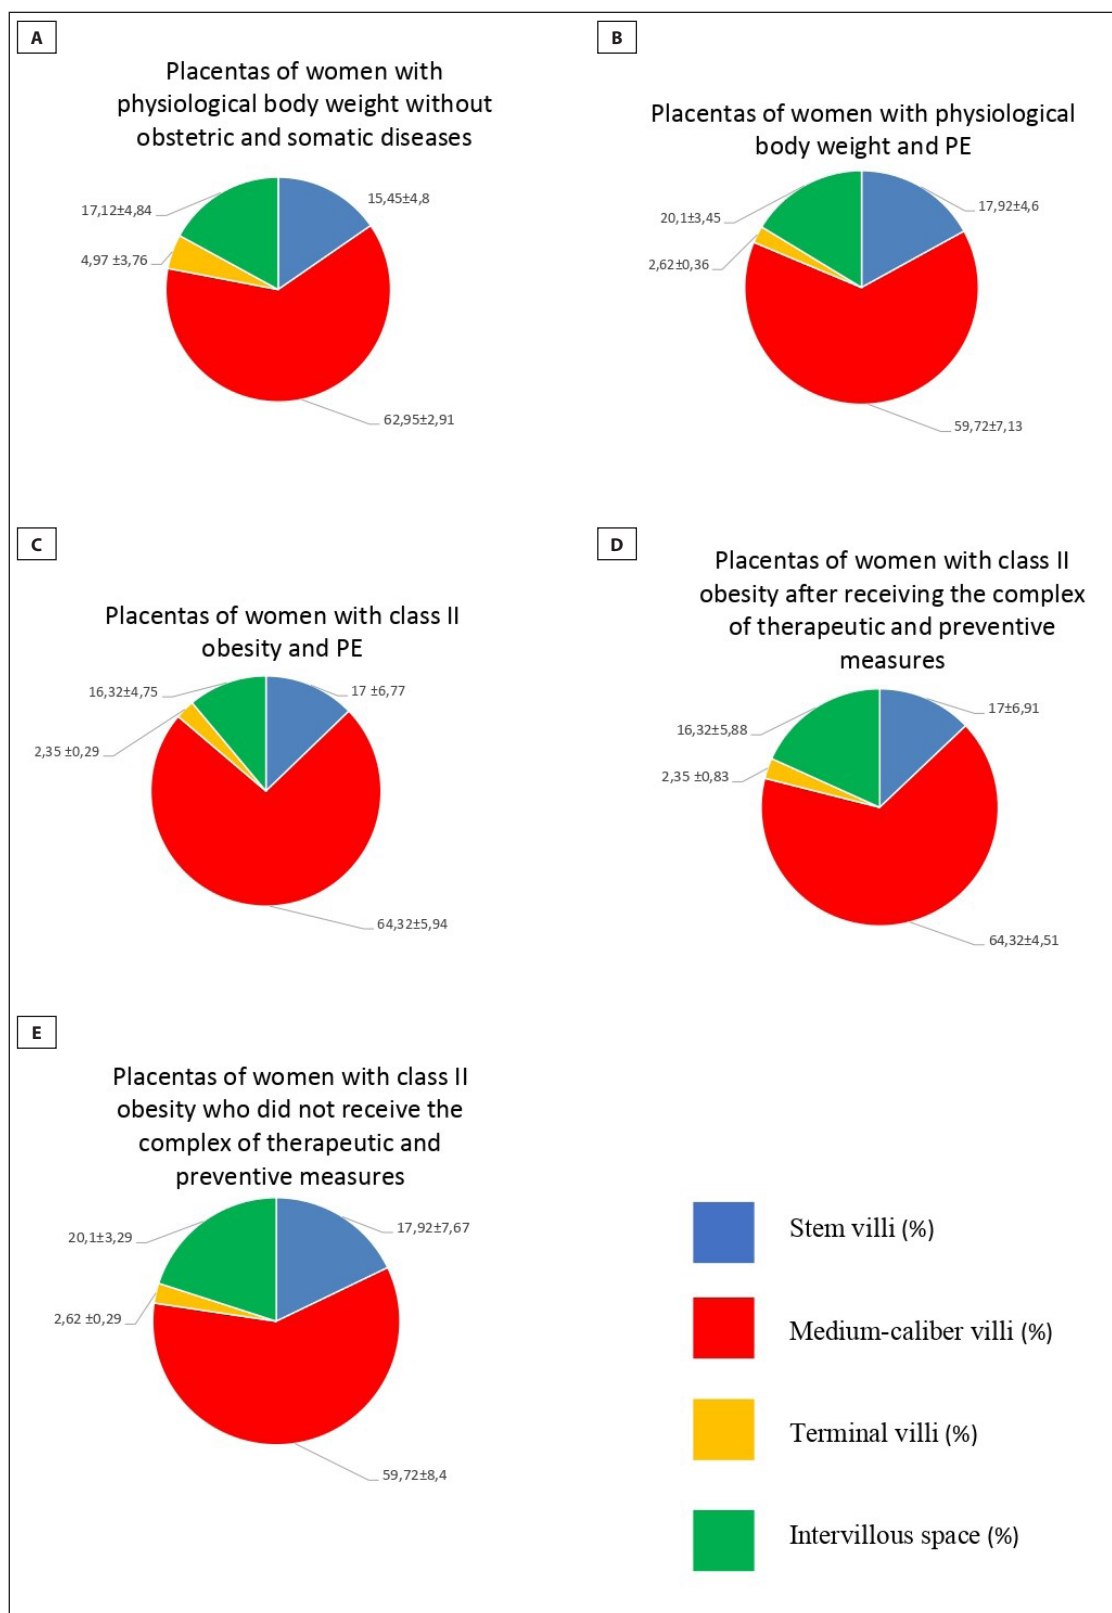 A
Placentas of women with
physiological body weight without
obstetric and somatic diseases
17,12±4,84
15,45±4,8
4,97 ±3,76
62,95±2,91
B
Placentas of women with physiological
body weight and PE
20,1±3,45
17,92±4,6
2,62±0,36
59,72±7,13
C
Placentas of women with class II
obesity and PE
16,32±4,75
17 ±6,77
2,35 ±0,29
64,32±5,94
D
Placentas of women with class II
obesity after receiving the complex
of therapeutic and preventive
measures
16,32±5,88
17±6,91
2,35 ±0,83
64,32±4,51
E
Placentas of women with class II
obesity who did not receive the
complex of therapeutic and
preventive measures
20,1±3,29
17,92±7,67
2,62 ±0,29
59,72±8,4
Stem villi (%)
Medium-caliber villi (%)
Terminal villi (%)
Intervillous space (%)